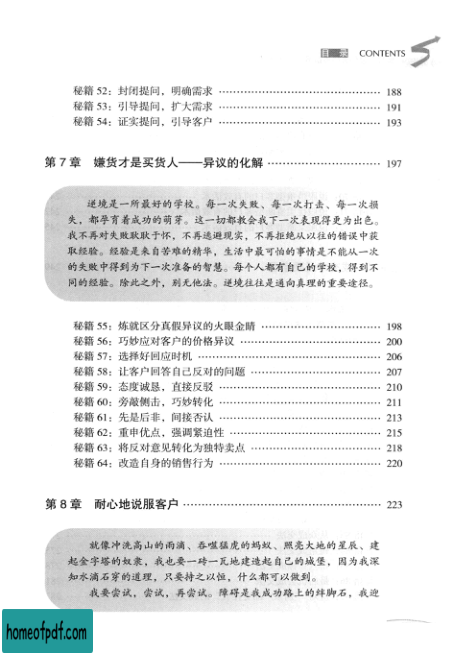 目 录 CONTENTS
秘籍 52：封闭提问，明确需求 …………………………………… 188
秘籍 53：引导提问，扩大需求 …………………………………… 191
秘籍 54：证实提问，引导客户 …………………………………… 193
第 7 章 嫌货才是买货人——异议的化解 ………………………… 197
逆境是一所最好的学校。每一次失败、每一次打击、每一次损
失，都孕育着成功的萌芽。这一切都教会我下一次表现得更为出色。
我不再对失败耿耿于怀，不再逃避现实，不再拒绝从以往的错误中获
取经验。经验是来自苦难的精华，生活中最可怕的事情是不能从一次
的失败中得到为下一次准备的智慧。每个人都有自己的学校，得到不
同的经验。除此之外，别无他法。逆境往往是通向真理的重要途径。
秘籍 55：炼就区分真假异议的火眼金睛 ………………………… 198
秘籍 56：巧妙应对客户的价格异议 ……………………………… 200
秘籍 57：选择好回应时机 ………………………………………… 206
秘籍 58：让客户回答自己反对的问题 …………………………… 207
秘籍 59：态度诚恳，直接反驳 …………………………………… 210
秘籍 60：旁敲侧击，巧妙转化 …………………………………… 211
秘籍 61：先是后非，间接否认 …………………………………… 213
秘籍 62：重申优点，强调紧迫性 ………………………………… 215
秘籍 63：将反对意见转化为独特卖点 …………………………… 218
秘籍 64：改造自身的销售行为 …………………………………… 220
第 8 章 耐心地说服客户 …………………………………………… 223
就像冲洗高山的雨滴、吞噬猛虎的蚂蚁、照亮大地的星辰、建
起金字塔的奴隶，我也要一砖一瓦地建造起自己的城堡，因为我深
知水滴石穿的道理，只要持之以恒，什么都可以做到。
我要尝试，尝试，再尝试。障碍是我成功路上的绊脚石，我迎
homeofpdf.com